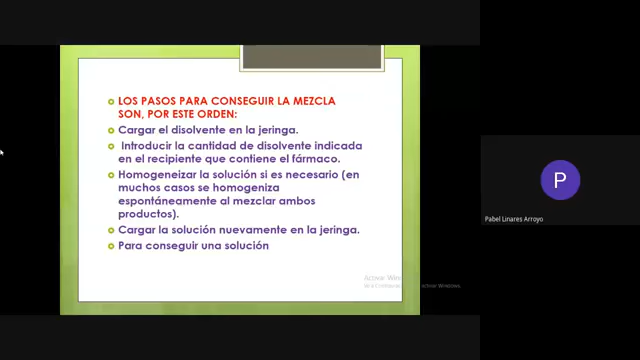 LOS PASOS PARA CONSEGUIR LA MEZCLA
SON, POR ESTE ORDEN:
Cargar el disolvente en la jeringa.
Introducir la cantidad de disolvente indicada
en el recipiente que contiene el fármaco.
Homogeneizar la solución si es necesario (en
muchos casos se homogeniza
espontáneamente al mezclar ambos
productos).
Cargar la solución nuevamente en la jeringa.
Para conseguir una solución
Activar Win
Windows.
P
Pabel Linares Arroyo